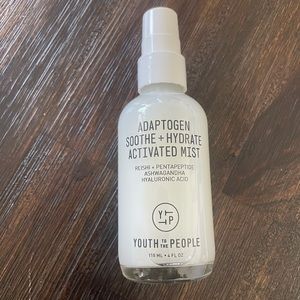 ADAPTOGEN
SOOTHE + HYDRATE
ACTIVATED MIST
REISHI + PENTAPEPTIDE
ASHWAGANDHA
HYALURONIC ACID
Y T
T P
YOUTH TO THE PEOPLE
118 ML • 4 FL OZ